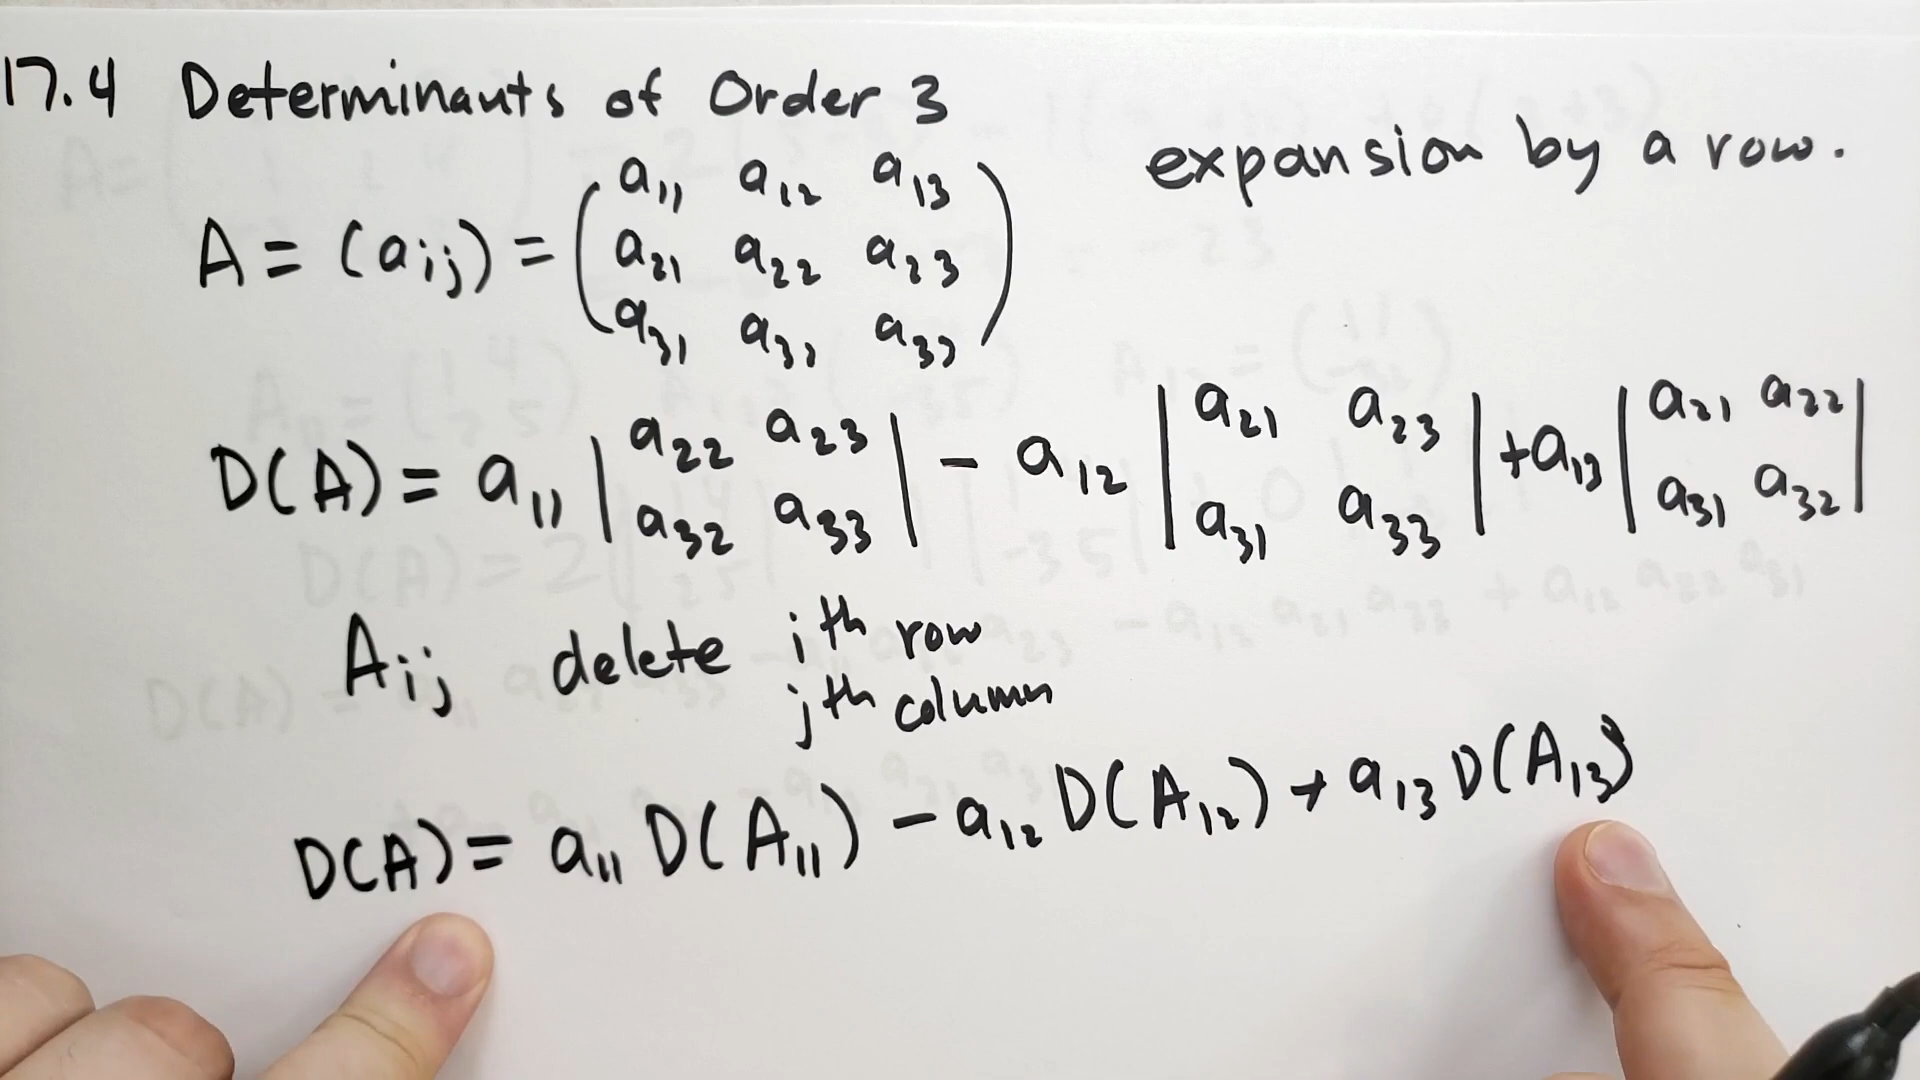 17.4 Determinants of Order 3
expansion by a row.
A = (aij) = ( a11 a12 a13
a21 a22 a23
a31 a32 a33 )
D(A) = a11 | a22 a23 | - a12 | a21 a23 | + a13 | a21 a22 |
| a32 a33 | | a31 a33 | | a31 a32 |
Aij delete ith row
jth column
D(A) = a11 D(A11) - a12 D(A12) + a13 D(A13)